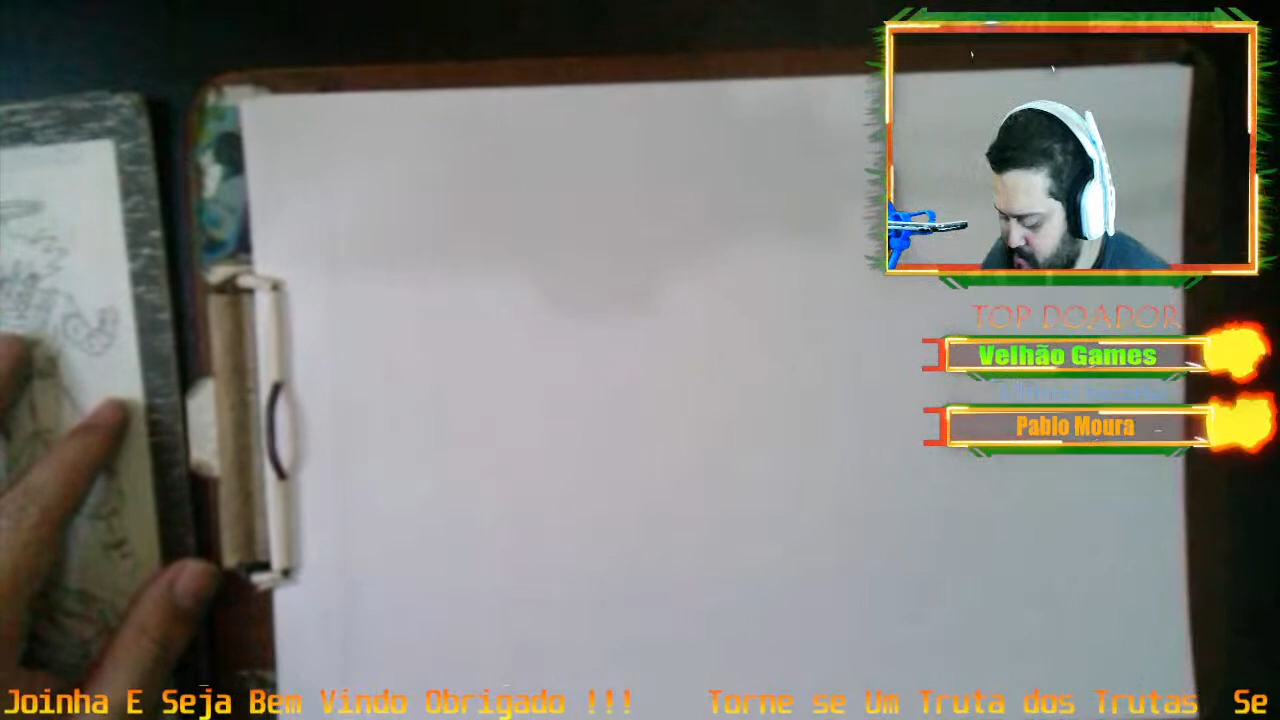 TOP DOADOR
Velhão Games
Pablo Moura
Joinha E Seja Bem Vindo Obrigado !!! Torne se Um Truta dos Trutas Se